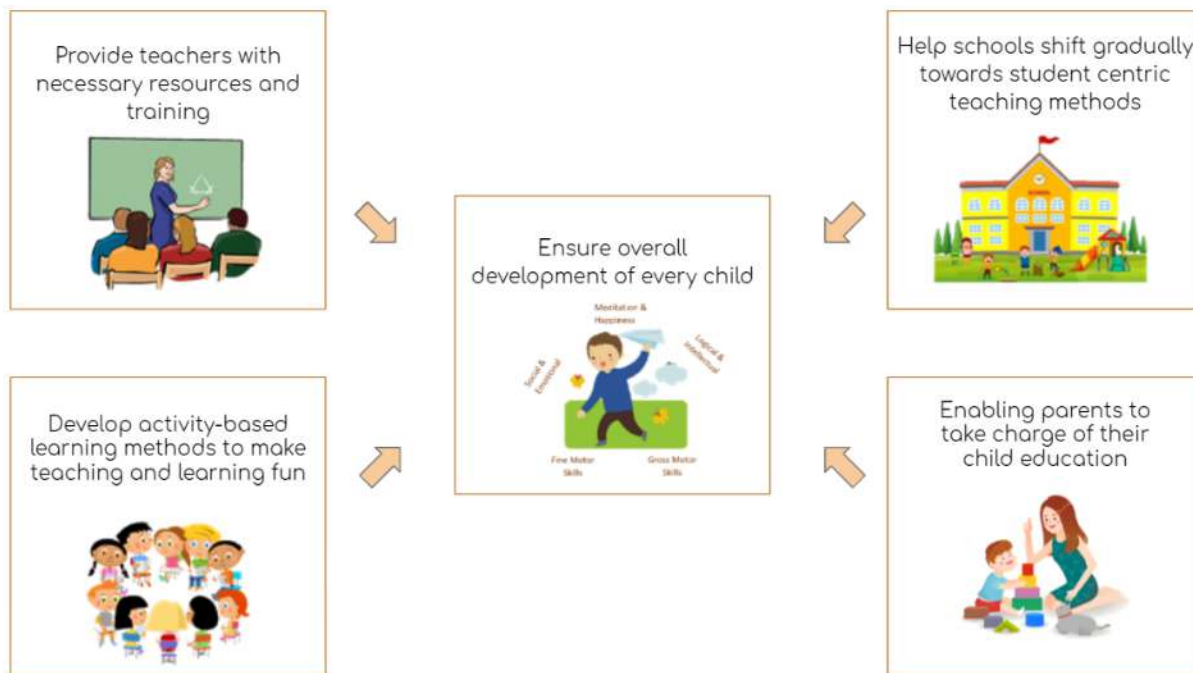 Provide teachers with
necessary resources and
training
Help schools shift gradually
towards student centric
teaching methods
SCHOOL
Ensure overall
development of every child
Meditation &
Happiness
Social &
Emotional
Logical &
Intellectual
Fine Motor
Skills
Gross Motor
Skills
Develop activity-based
learning methods to make
teaching and learning fun
Enabling parents to
take charge of their
child education